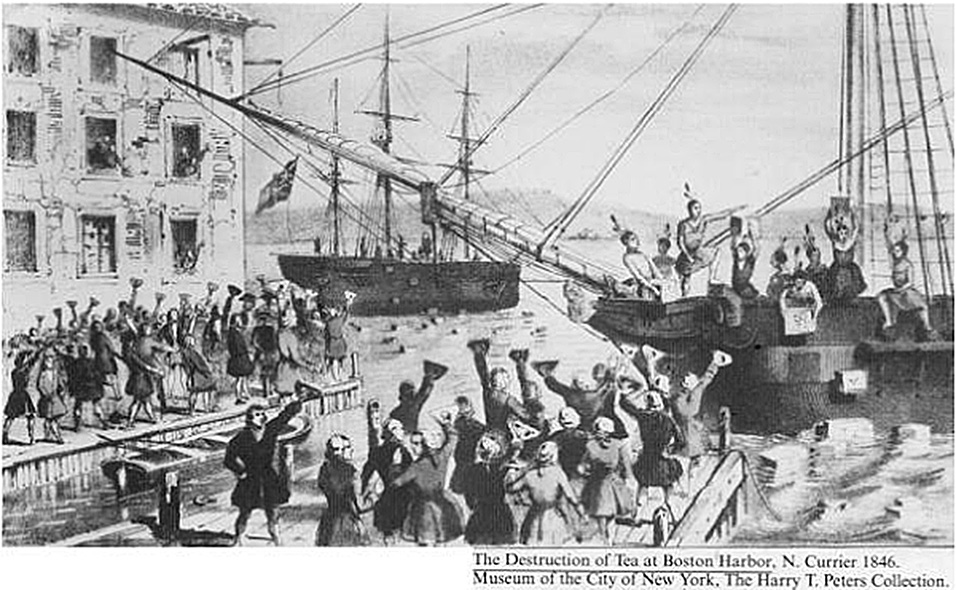 The Destruction of Tea at Boston Harbor, N. Currier 1846.
Museum of the City of New York, The Harry T. Peters Collection.